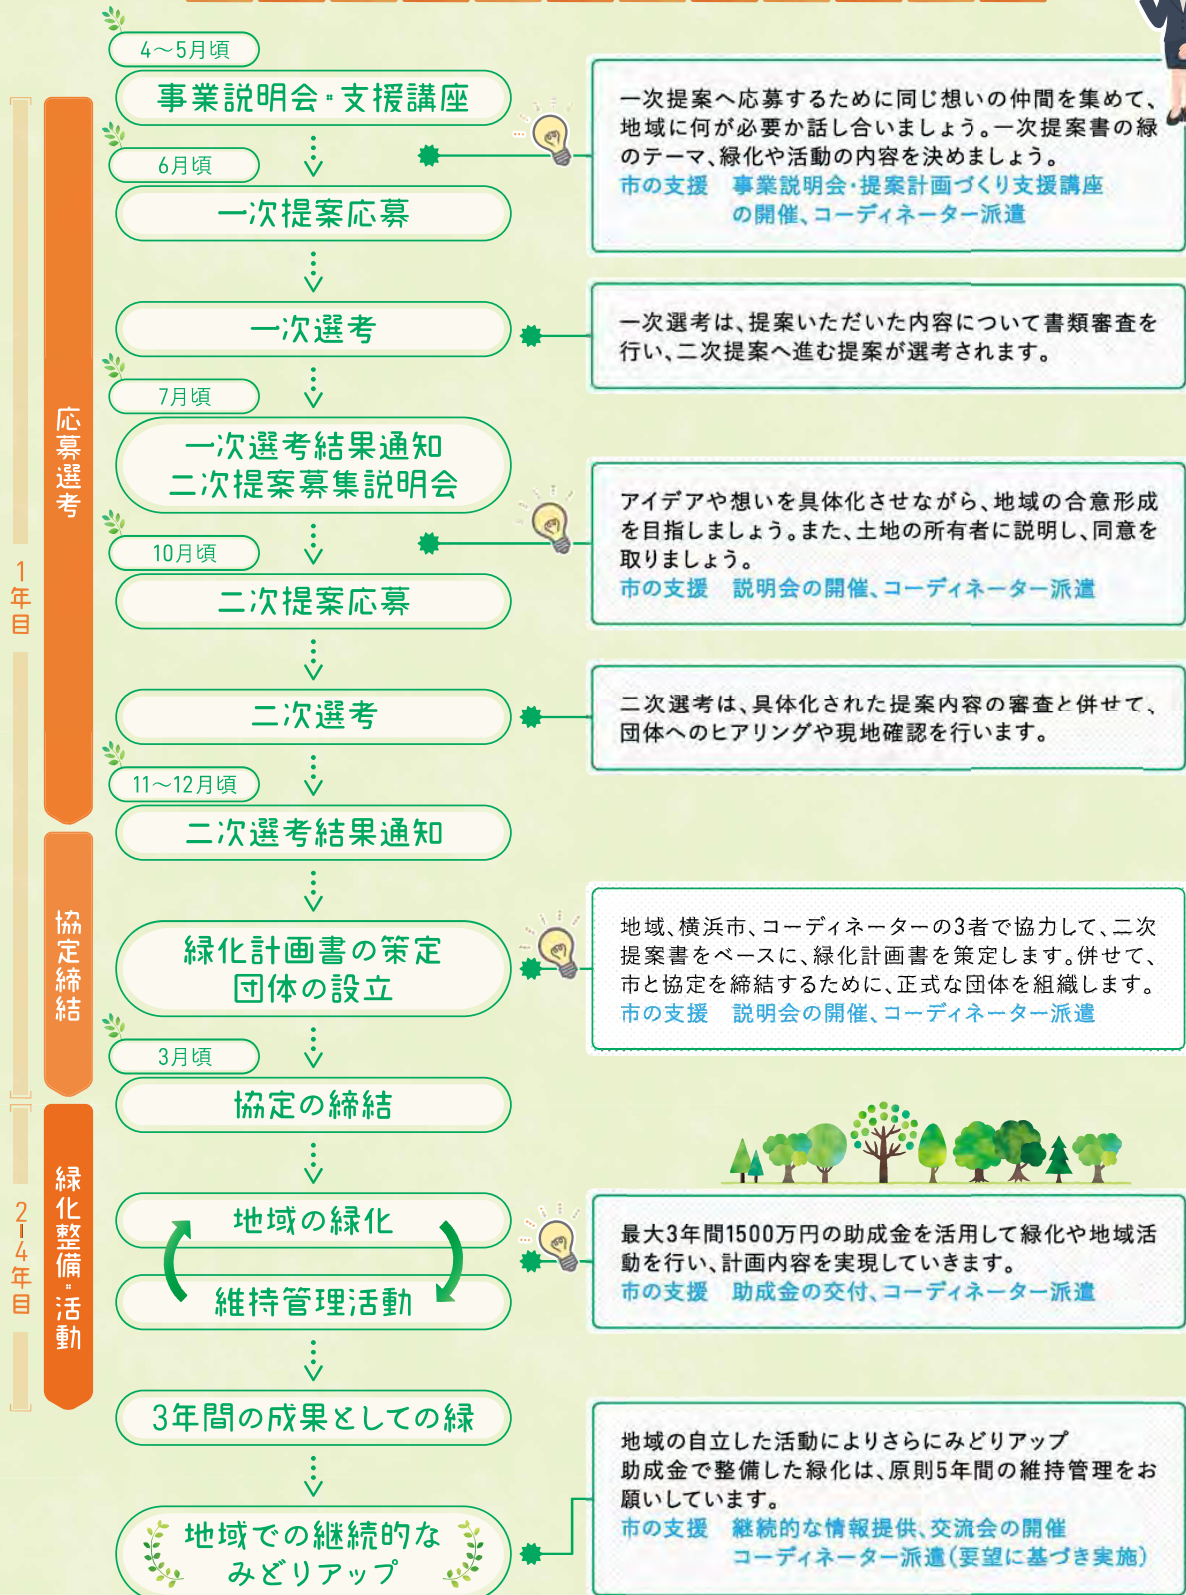 4～5月頃
事業説明会・支援講座
一次提案へ応募するために同じ想いの仲間を集めて、
地域に何が必要か話し合いましょう。一次提案書の緑
のテーマ、緑化や活動の内容を決めましょう。
市の支援　事業説明会・提案計画づくり支援講座
の開催、コーディネーター派遣
6月頃
一次提案応募
一次選考
一次選考は、提案いただいた内容について書類審査を
行い、二次提案へ進む提案が選考されます。
7月頃
一次選考結果通知
二次提案募集説明会
アイデアや想いを具体化させながら、地域の合意形成
を目指しましょう。また、土地の所有者に説明し、同意を
取りましょう。
市の支援　説明会の開催、コーディネーター派遣
10月頃
二次提案応募
二次選考
二次選考は、具体化された提案内容の審査と併せて、
団体へのヒアリングや現地確認を行います。
11～12月頃
二次選考結果通知
応募選考
1年目
緑化計画書の策定
団体の設立
地域、横浜市、コーディネーターの3者で協力して、二次
提案書をベースに、緑化計画書を策定します。併せて、
市と協定を締結するために、正式な団体を組織します。
市の支援　説明会の開催、コーディネーター派遣
3月頃
協定の締結
協定締結
地域の緑化
維持管理活動
最大3年間1500万円の助成金を活用して緑化や地域活
動を行い、計画内容を実現していきます。
市の支援　助成金の交付、コーディネーター派遣
緑化整備・活動
2-4年目
3年間の成果としての緑
地域での継続的な
みどりアップ
地域の自立した活動によりさらにみどりアップ
助成金で整備した緑化は、原則5年間の維持管理をお
願いしています。
市の支援　継続的な情報提供、交流会の開催
コーディネーター派遣(要望に基づき実施)